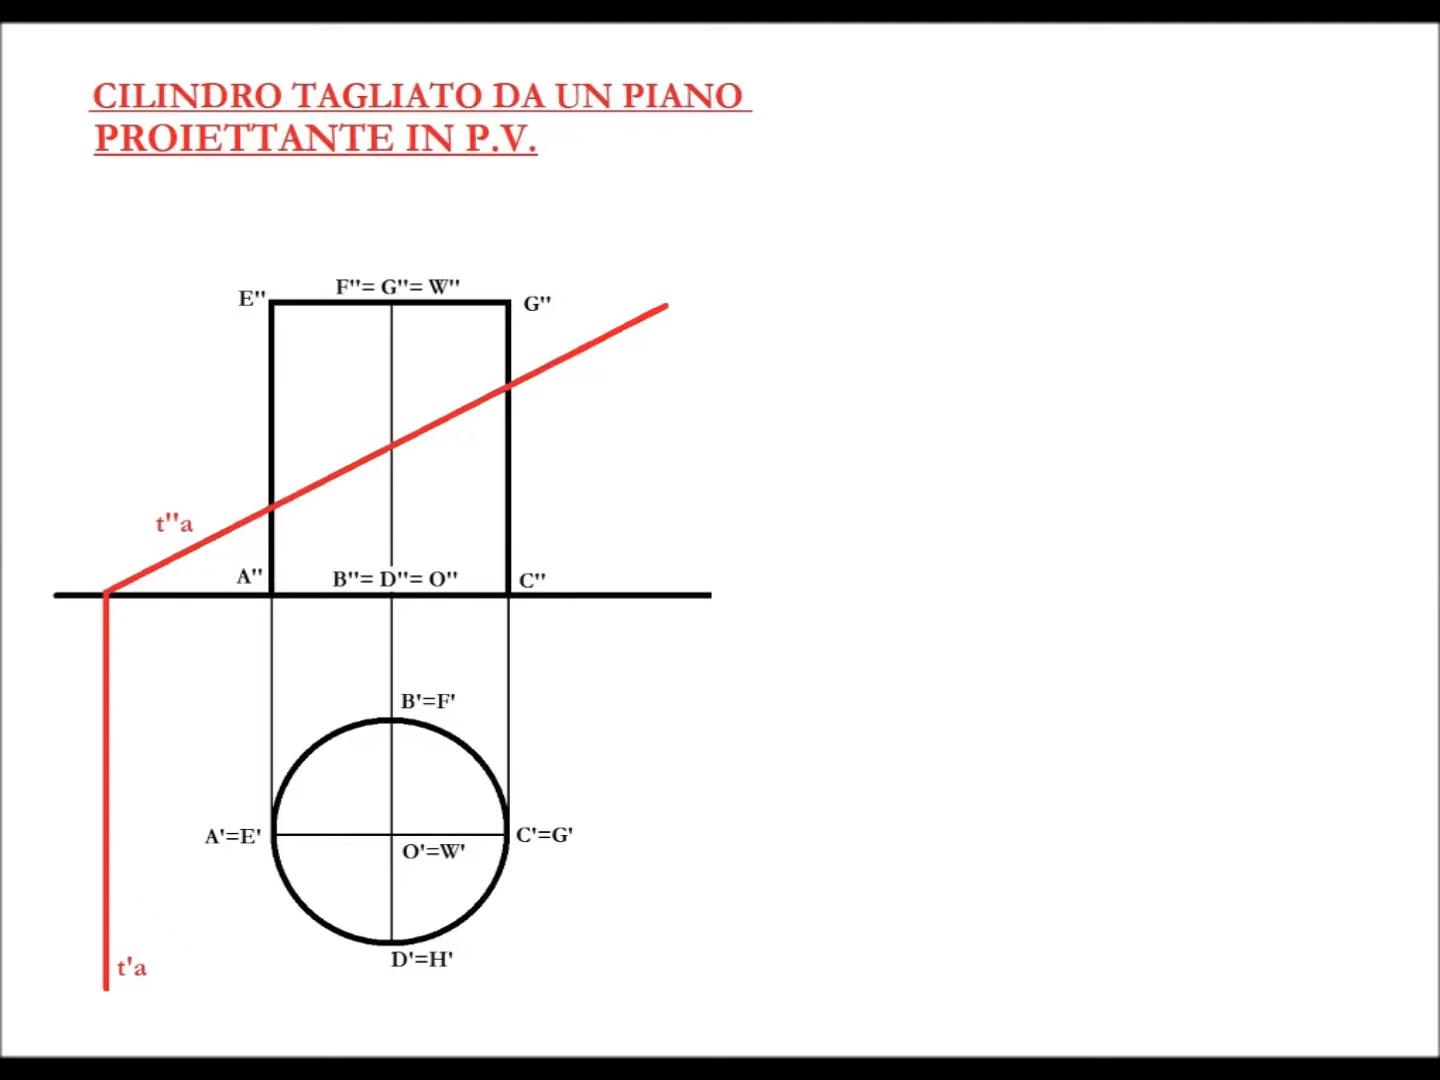 CILINDRO TAGLIATO DA UN PIANO
PROIETTANTE IN P.V.
E" F"= G"= W" G"
t"a
A" B"= D"= O" C"
B'=F'
A'=E' C'=G'
O'=W'
D'=H'
t'a